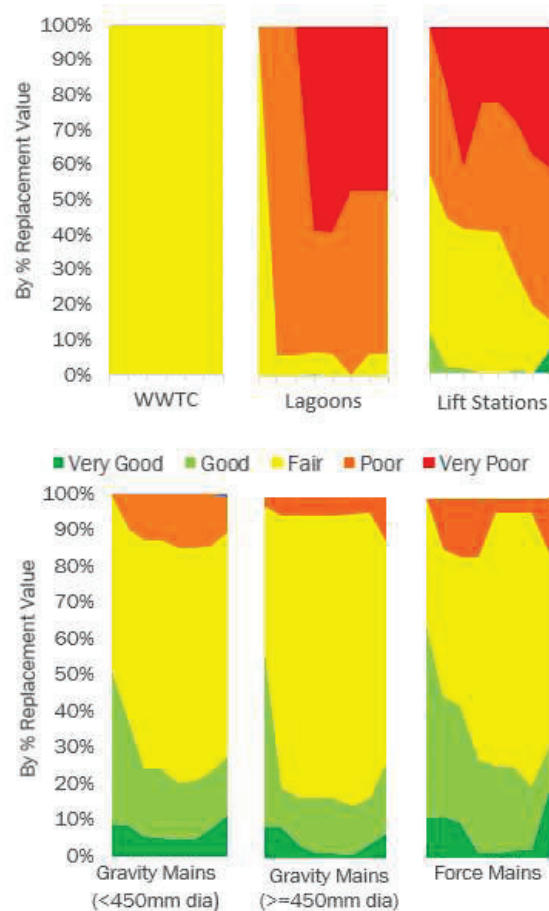 100%
90%
80%
70%
60%
50%
40%
30%
20%
10%
0%
By % Replacement Value
WWTC
Lagoons
Lift Stations
Very Good Good Fair Poor Very Poor
100%
90%
80%
70%
60%
50%
40%
30%
20%
10%
0%
By % Replacement Value
Gravity Mains
(<450mm dia)
Gravity Mains
(>=450mm dia)
Force Mains